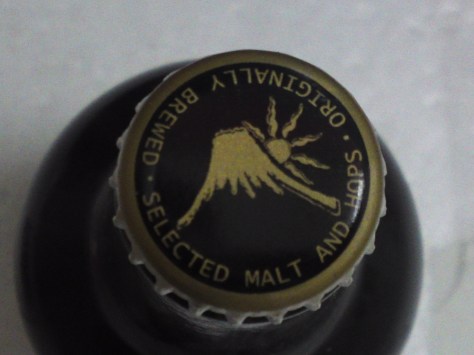 ORIGINALLY BREWED · SELECTED MALT AND HOPS ·